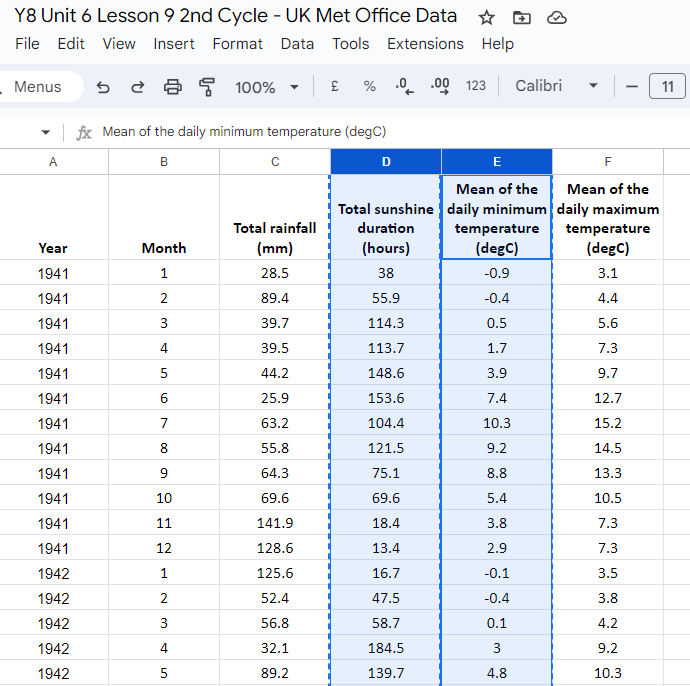 Y8 Unit 6 Lesson 9 2nd Cycle - UK Met Office Data
File Edit View Insert Format Data Tools Extensions Help
Menus 100% £ % .0 .00 123 Calibri 11
fx Mean of the daily minimum temperature (degC)
A B C D E F
Mean of the Mean of the
Total sunshine daily minimum daily maximum
Total rainfall duration temperature temperature
Year Month (mm) (hours) (degC) (degC)
1941 1 28.5 38 -0.9 3.1
1941 2 89.4 55.9 -0.4 4.4
1941 3 39.7 114.3 0.5 5.6
1941 4 39.5 113.7 1.7 7.3
1941 5 44.2 148.6 3.9 9.7
1941 6 25.9 153.6 7.4 12.7
1941 7 63.2 104.4 10.3 15.2
1941 8 55.8 121.5 9.2 14.5
1941 9 64.3 75.1 8.8 13.3
1941 10 69.6 69.6 5.4 10.5
1941 11 141.9 18.4 3.8 7.3
1941 12 128.6 13.4 2.9 7.3
1942 1 125.6 16.7 -0.1 3.5
1942 2 52.4 47.5 -0.4 3.8
1942 3 56.8 58.7 0.1 4.2
1942 4 32.1 184.5 3 9.2
1942 5 89.2 139.7 4.8 10.3